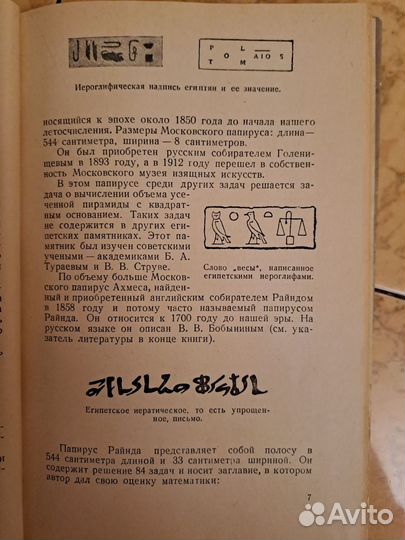 P L T O M AIO S
Иероглифическая надпись египтян и ее значение.
носящийся к эпохе около 1850 года до начала нашего
летосчисления. Размеры Московского папируса: длина—
544 сантиметра, ширина — 8 сантиметров.
Он был приобретен русским собирателем Голени-
щевым в 1893 году, а в 1912 году перешел в собствен-
ность Московского музея изящных искусств.
В этом папирусе среди других задач решается за-
дача о вычислении объема усе-
ченной пирамиды с квадрат-
ным основанием. Таких задач
не содержится в других еги-
петских памятниках. Этот па-
мятник был изучен советскими
учеными — академиками Б. А.
Тураевым и В. В. Струве.
Слово „весы“, написанное
египетскими иероглифами.
По объему больше Москов-
ского папирус Ахмеса, найден-
ный и приобретенный английским собирателем Райндом
в 1858 году и потому часто называемый папирусом
Райнда. Он относится к 1700 году до нашей эры. На
русском языке он описан В. В. Бобыниным (см. ука-
затель литературы в конце книги).
Египетское иератическое, то есть упрощен-
ное, письмо.
Папирус Райнда представляет собой полосу в
544 сантиметра длиной и 33 сантиметра шириной. Он
содержит решение 84 задач и носит заглавие, в котором
автор дал свою оценку математики:
7
Avito